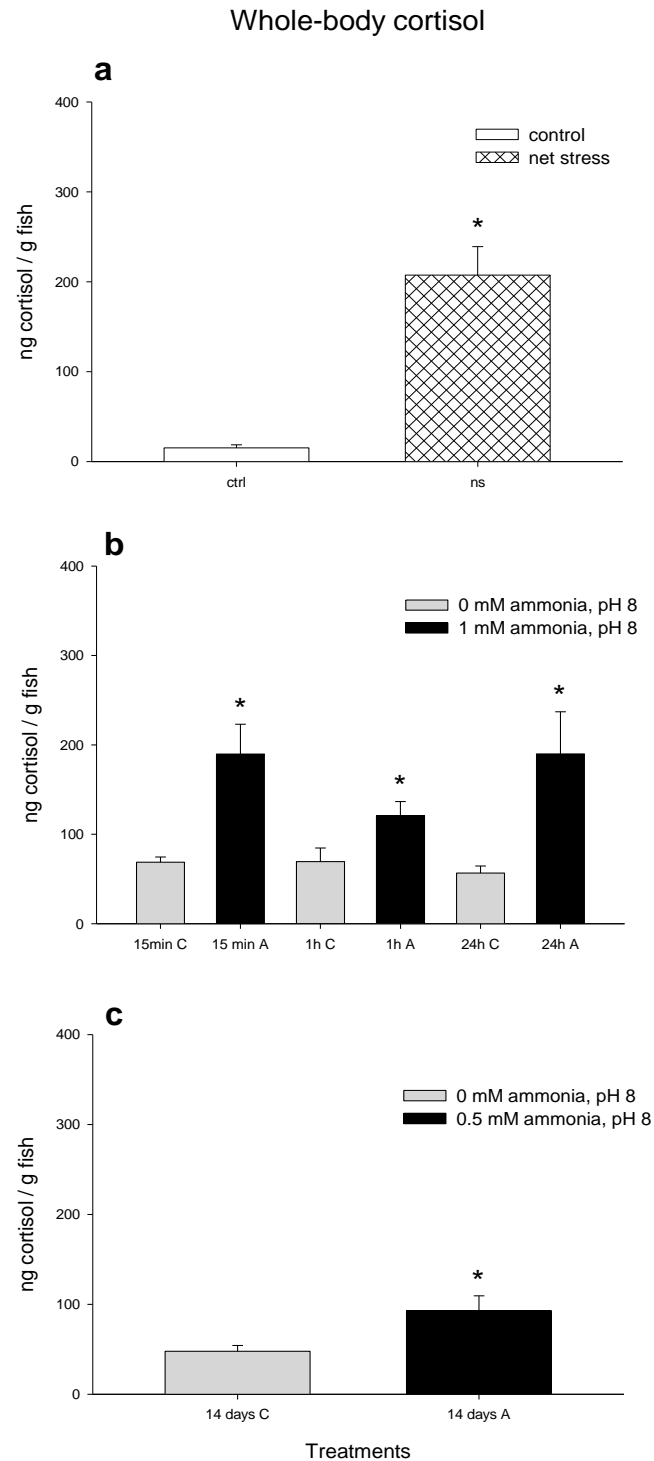 Whole-body cortisol
a
400
300
200
100
0
ng cortisol / g fish
control
net stress
*
ctrl
ns
b
400
300
200
100
0
ng cortisol / g fish
0 mM ammonia, pH 8
1 mM ammonia, pH 8
*
*
*
15min C 15 min A 1h C 1h A 24h C 24h A
c
400
300
200
100
0
ng cortisol / g fish
0 mM ammonia, pH 8
0.5 mM ammonia, pH 8
*
14 days C 14 days A
Treatments